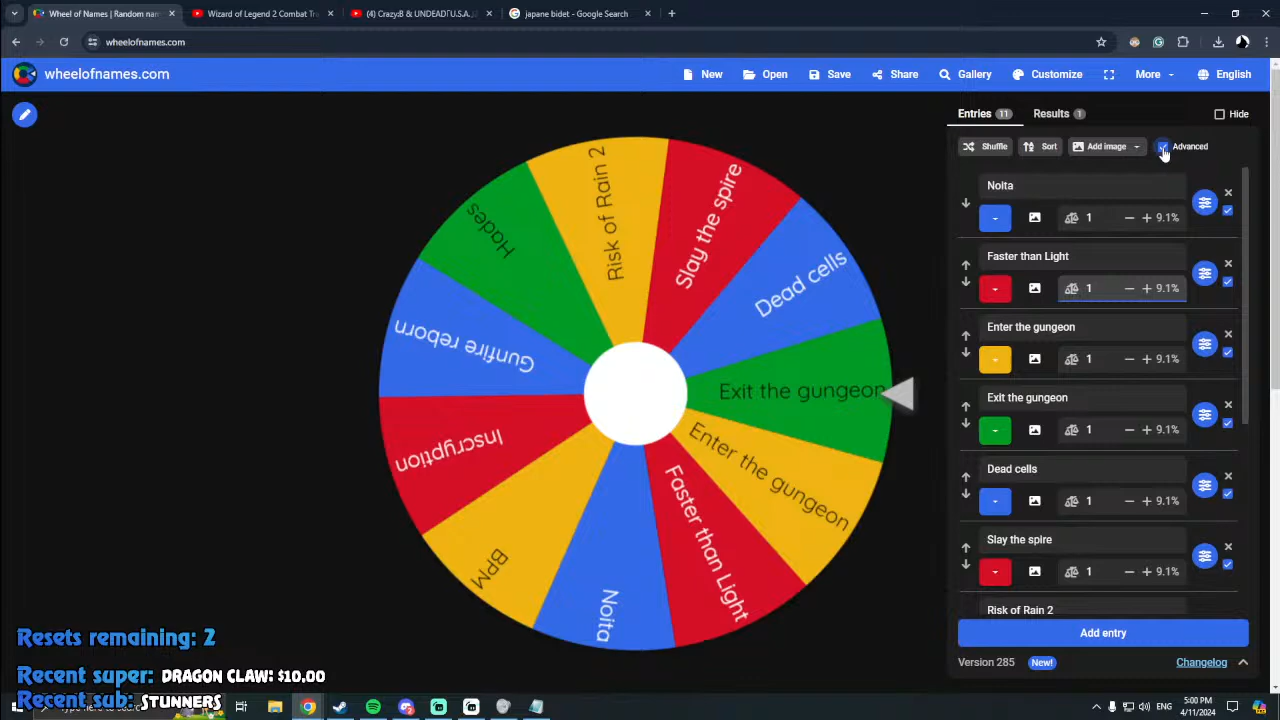 Wheel of Names | Random nam
Wizard of Legend 2 Combat Tr
(4) Crazy:B & UNDEAD『U.S.A.』
japane bidet - Google Search
wheelofnames.com
wheelofnames.com
New
Open
Save
Share
Gallery
Customize
More
English
Entries 11
Results 1
Hide
Shuffle
Sort
Add image
Advanced
Risk of Rain 2
Slay the spire
Dead cells
Exit the gungeon
Enter the gungeon
Faster than Light
Noita
BPM
Inscryption
Gunfire reborn
Hades
Noita
1
9.1%
Faster than Light
1
9.1%
Enter the gungeon
1
9.1%
Exit the gungeon
1
9.1%
Dead cells
1
9.1%
Slay the spire
1
9.1%
Risk of Rain 2
Add entry
Version 285
New!
Changelog
Resets remaining: 2
Recent super: DRAGON CLAW: $10.00
Recent sub: STUNNERS
Type here to search
5:00 PM
4/11/2024